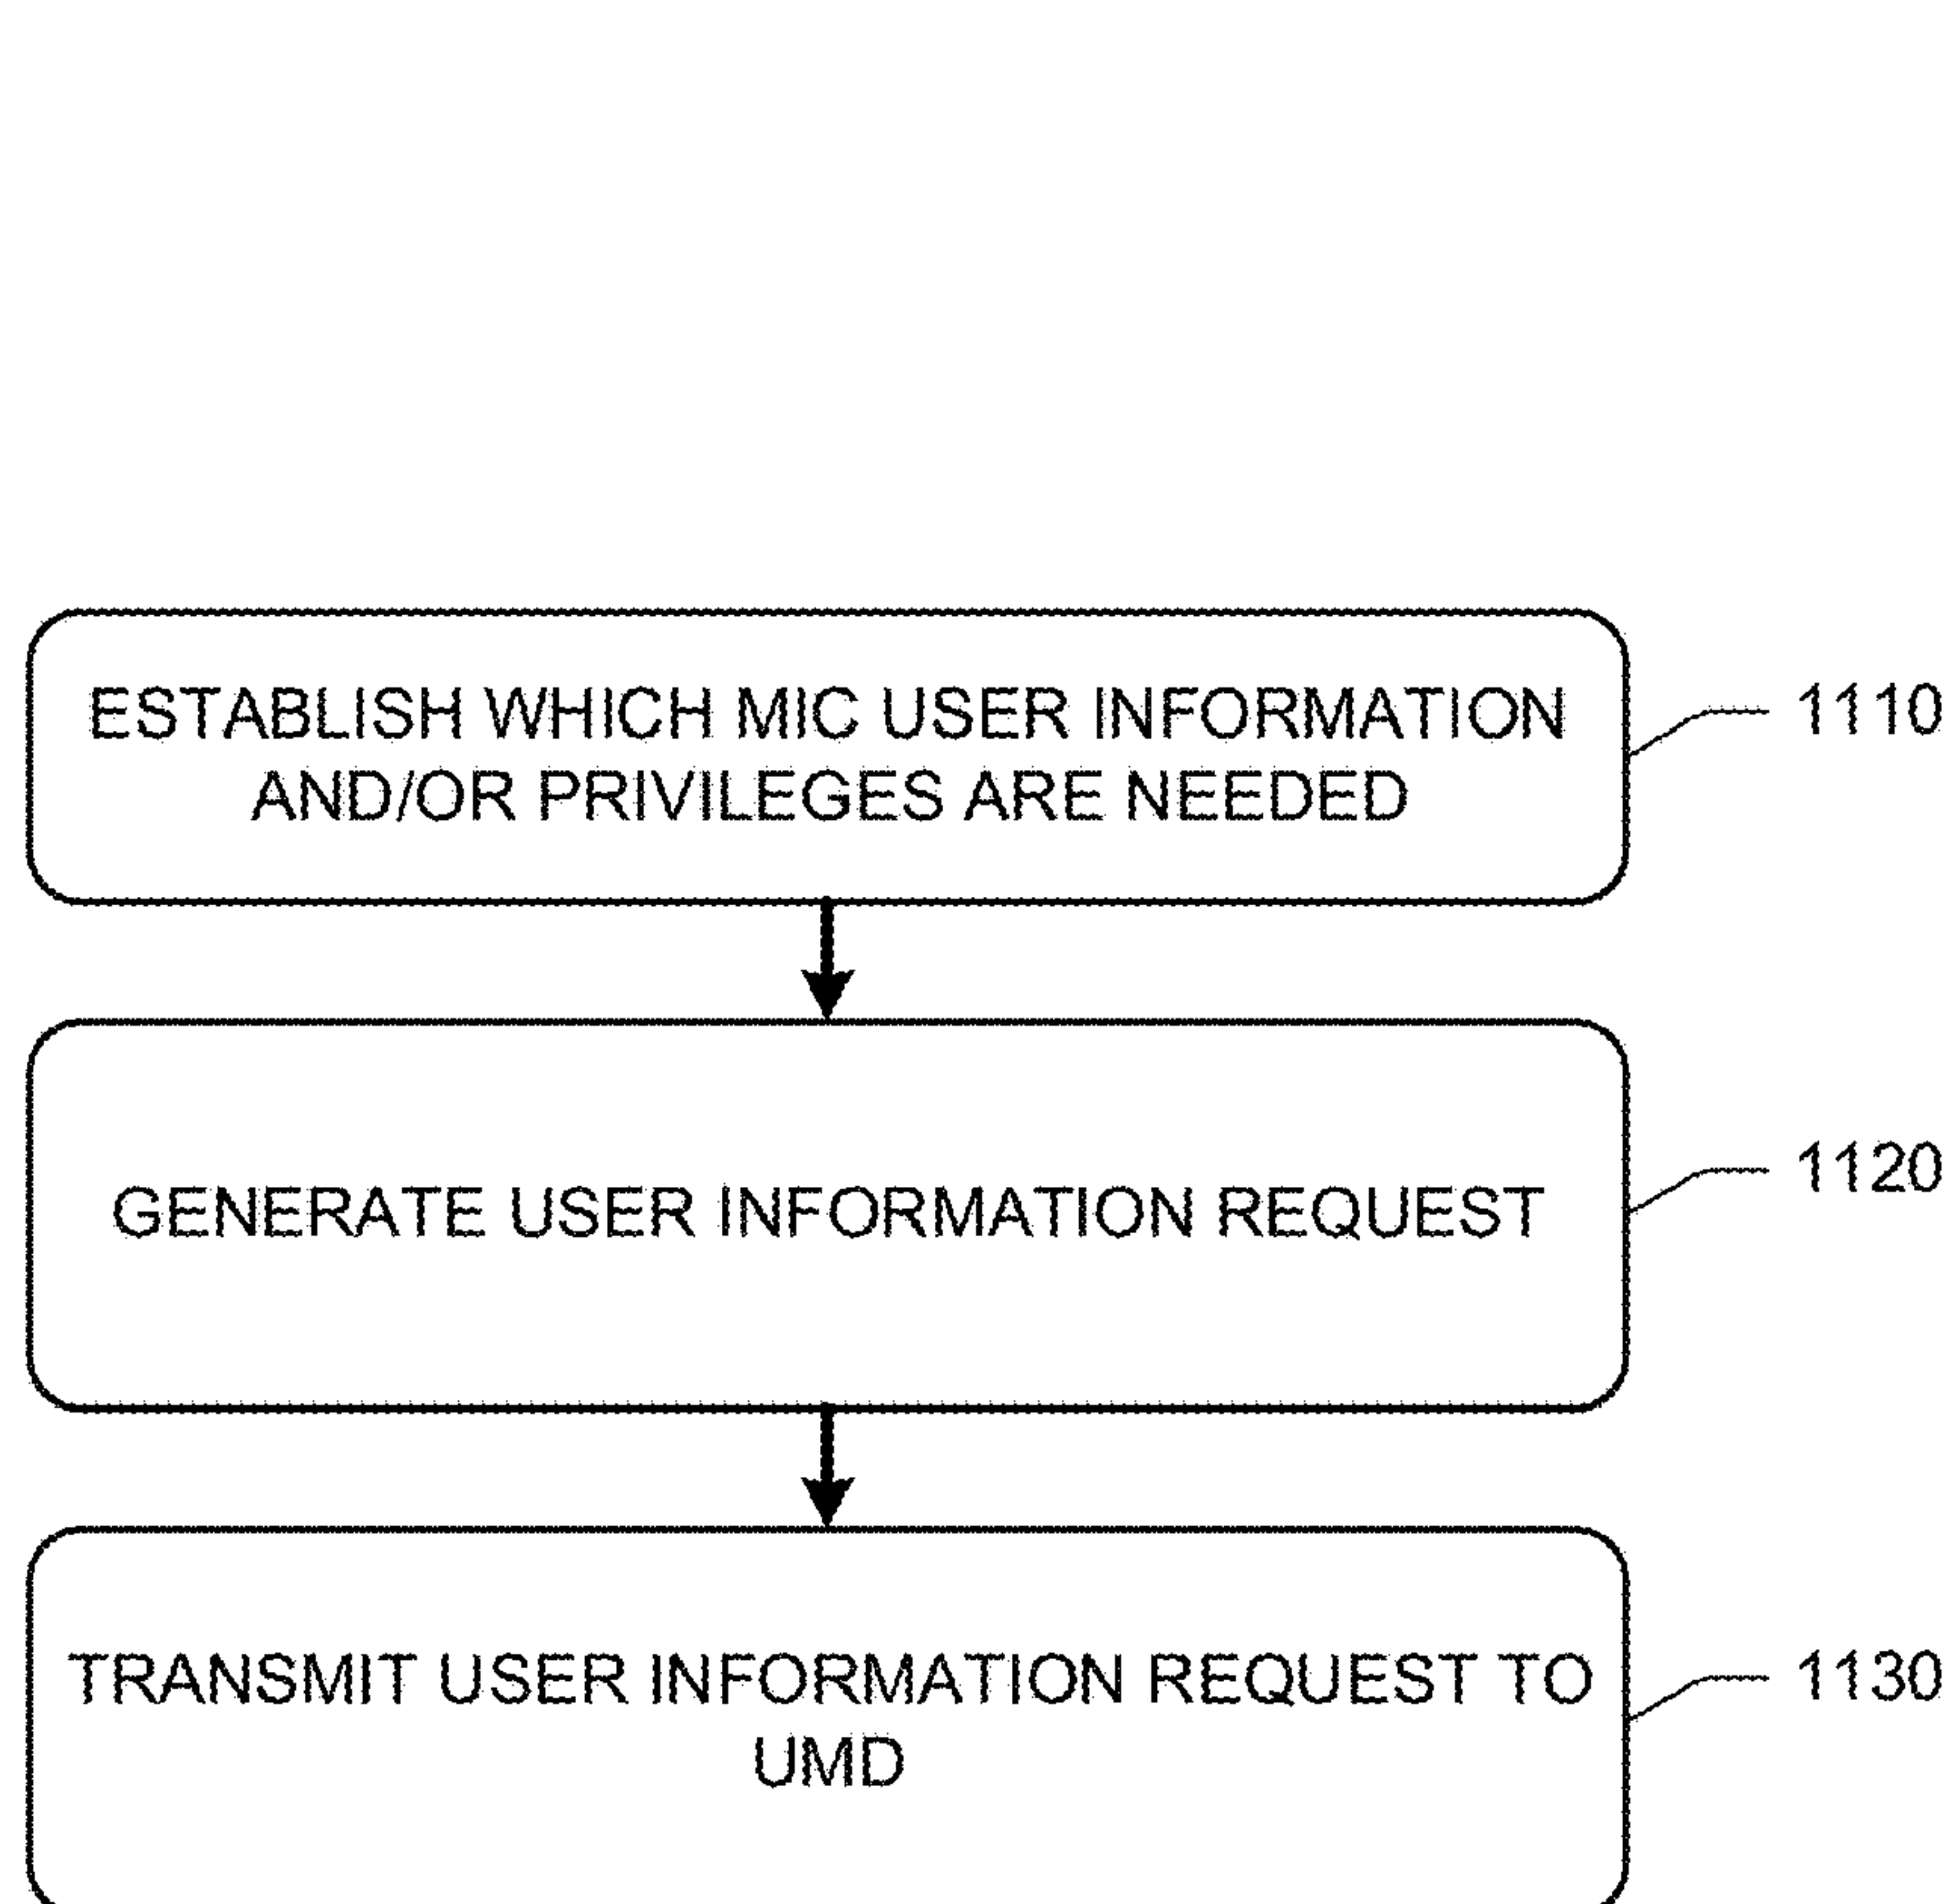 ESTABLISH WHICH MIC USER INFORMATION
AND/OR PRIVILEGES ARE NEEDED
1110
GENERATE USER INFORMATION REQUEST
1120
TRANSMIT USER INFORMATION REQUEST TO
UMD
1130